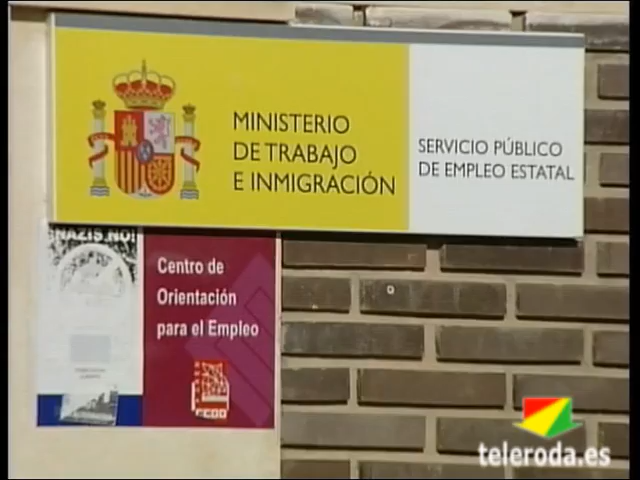 MINISTERIO
DE TRABAJO
E INMIGRACIÓN
SERVICIO PÚBLICO
DE EMPLEO ESTATAL
NAZIS NO!
Centro de
Orientación
para el Empleo
CCOO
teleroda.es